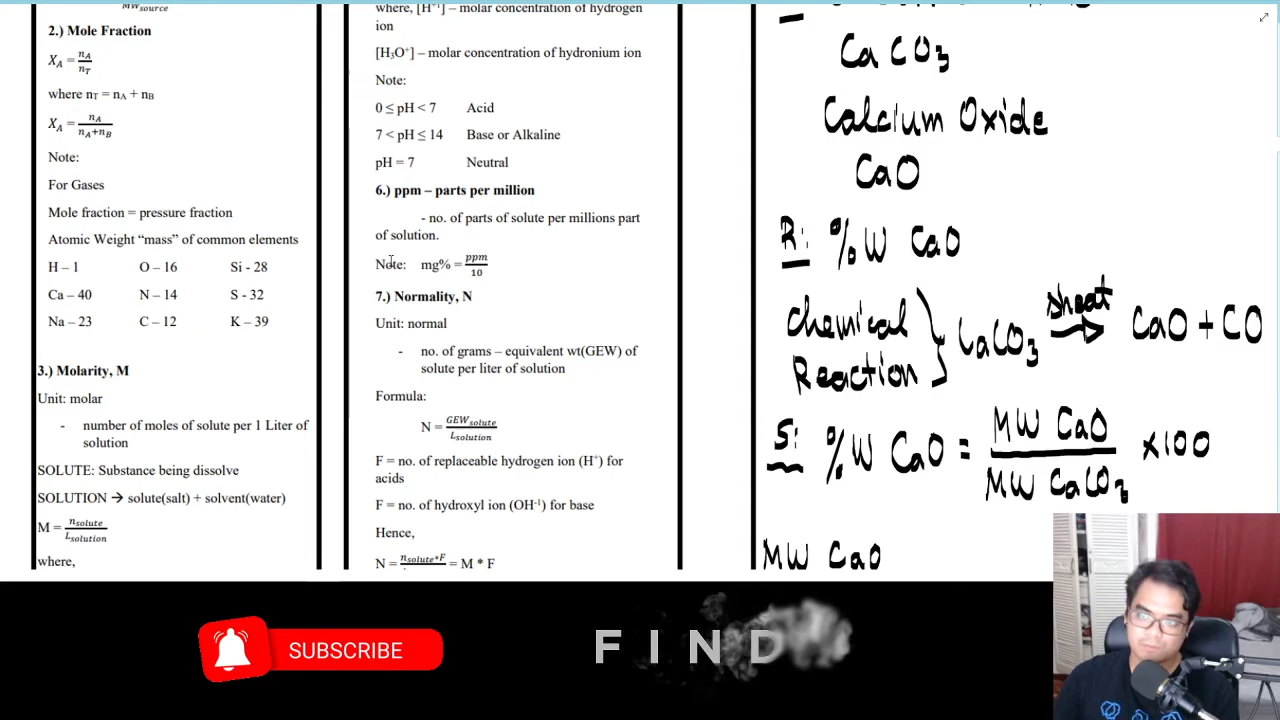 MWsource
2.) Mole Fraction
X_A = n_A/n_T
where n_T = n_A + n_B
X_A = n_A/(n_A+n_B)
Note:
For Gases
Mole fraction = pressure fraction
Atomic Weight “mass” of common elements
H – 1 O – 16 Si - 28
Ca – 40 N – 14 S - 32
Na – 23 C – 12 K – 39
3.) Molarity, M
Unit: molar
- number of moles of solute per 1 Liter of
solution
SOLUTE: Substance being dissolve
SOLUTION → solute(salt) + solvent(water)
M = n_solute/L_solution
where,
where, [H⁺¹] – molar concentration of hydrogen
ion
[H₃O⁺] – molar concentration of hydronium ion
Note:
0 ≤ pH < 7 Acid
7 < pH ≤ 14 Base or Alkaline
pH = 7 Neutral
6.) ppm – parts per million
- no. of parts of solute per millions part
of solution.
Note: mg% = ppm/10
7.) Normality, N
Unit: normal
- no. of grams – equivalent wt(GEW) of
solute per liter of solution
Formula:
N = GEW_solute/L_solution
F = no. of replaceable hydrogen ion (H⁺) for
acids
F = no. of hydroxyl ion (OH⁻¹) for base
Hence,
N = n_solute*F = M * F
CaCO₃
Calcium Oxide
CaO
R: %W CaO
Chemical Reaction } CaCO₃ →heat CaO + CO
S: %W CaO = MW CaO/MW CaCO₃ x100
MW CaO
SUBSCRIBE
FIND